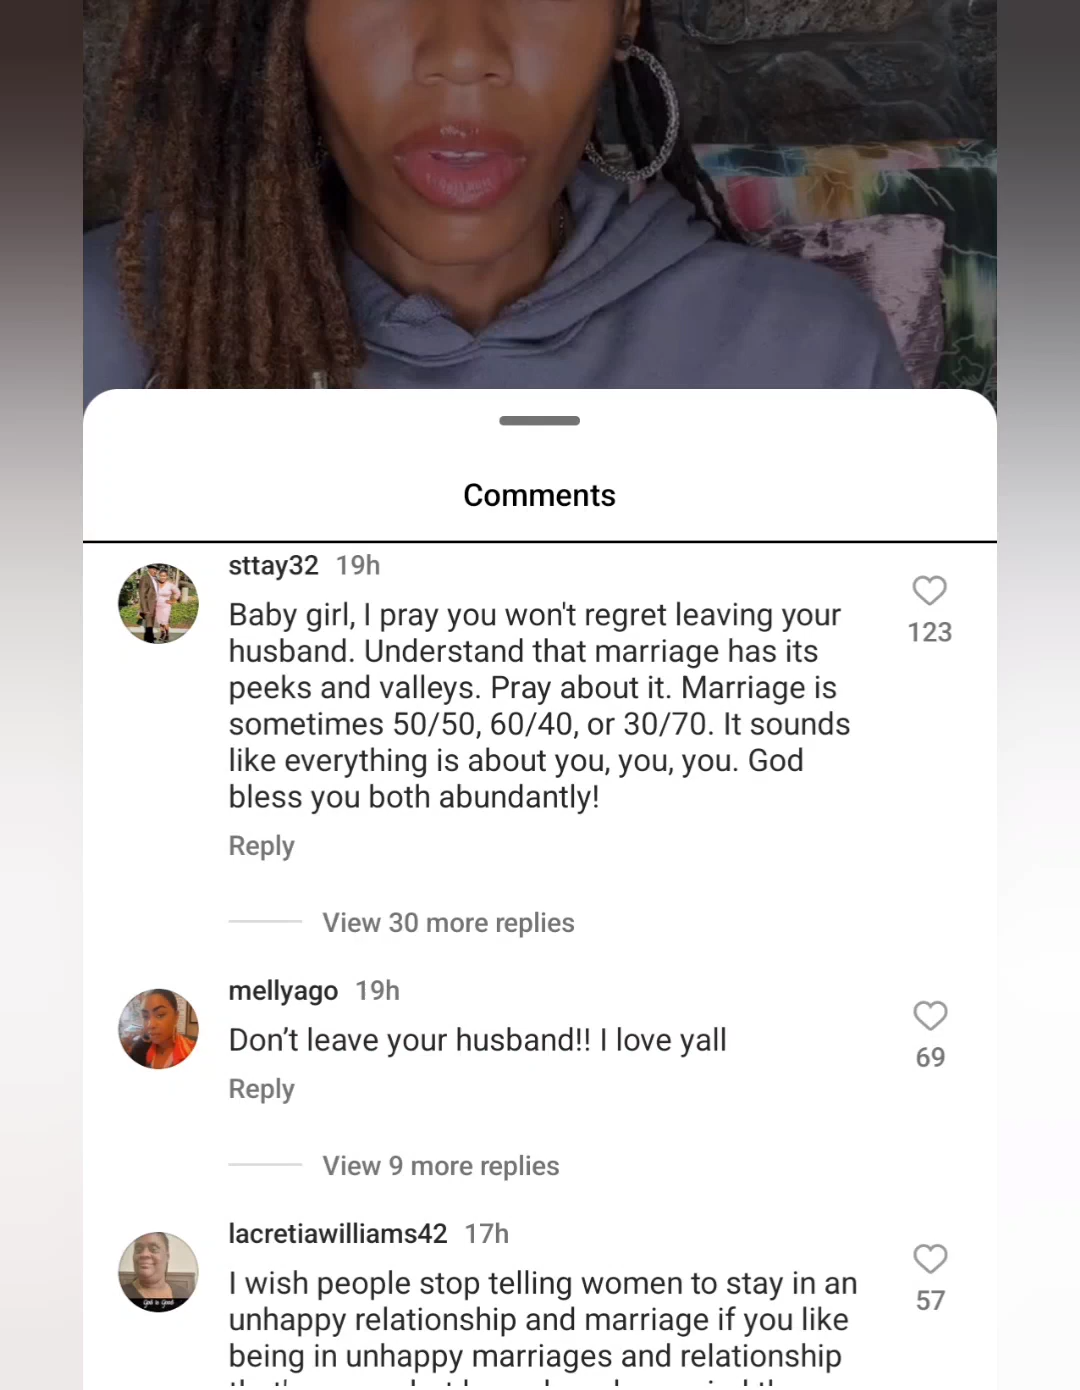 Comments
sttay32 19h
Baby girl, I pray you won't regret leaving your
husband. Understand that marriage has its
peeks and valleys. Pray about it. Marriage is
sometimes 50/50, 60/40, or 30/70. It sounds
like everything is about you, you, you. God
bless you both abundantly!
123
Reply
View 30 more replies
mellyago 19h
Don’t leave your husband!! I love yall
69
Reply
View 9 more replies
lacretiawilliams42 17h
I wish people stop telling women to stay in an
unhappy relationship and marriage if you like
being in unhappy marriages and relationship
57
God is Good